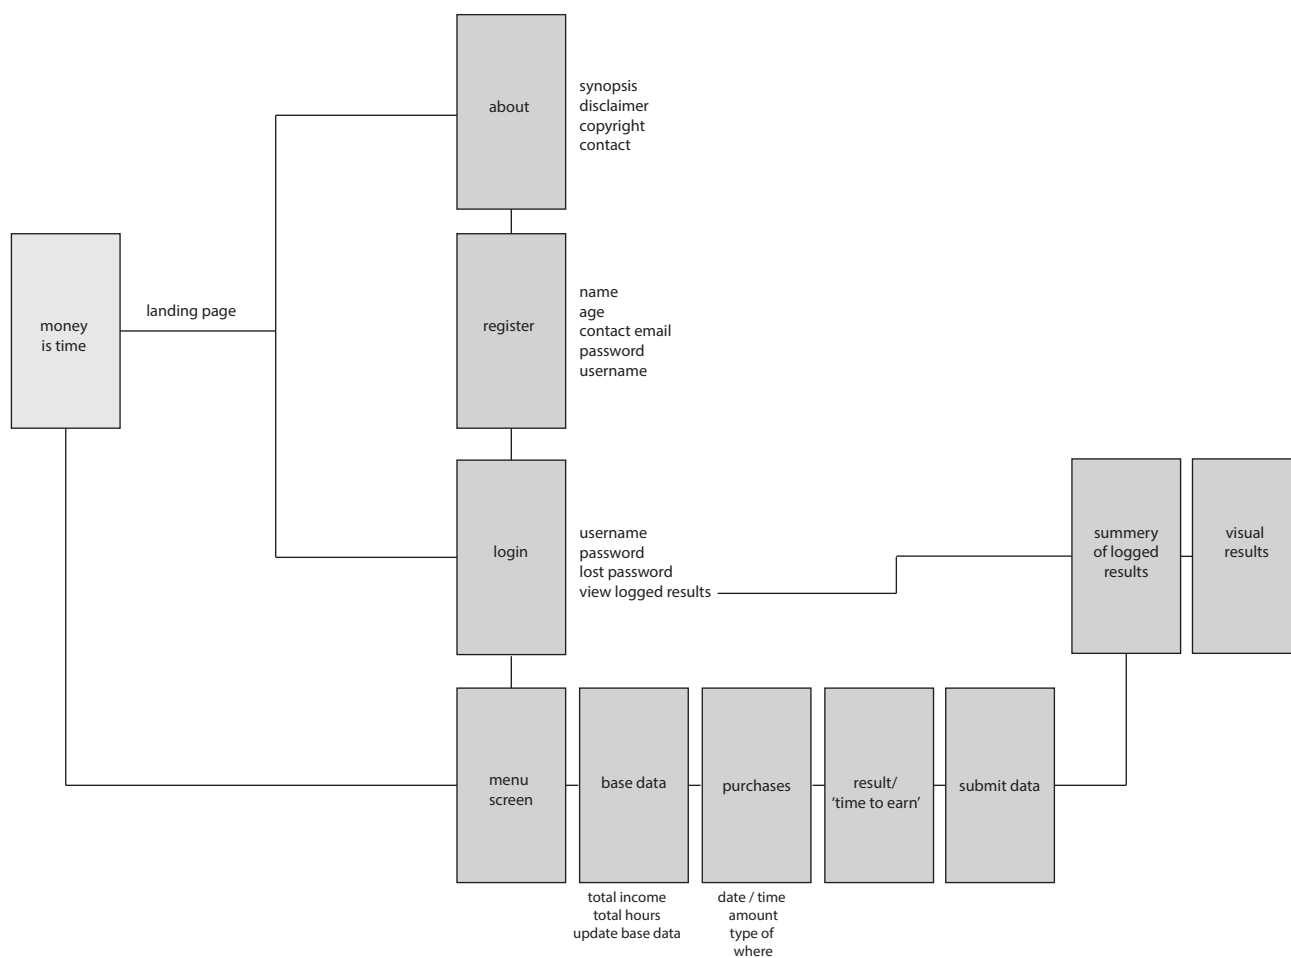 about
synopsis
disclaimer
copyright
contact
money
is time
landing page
register
name
age
contact email
password
username
login
username
password
lost password
view logged results
summery
of logged
results
visual
results
menu
screen
base data
purchases
result/
‘time to earn’
submit data
total income
total hours
update base data
date / time
amount
type of
where